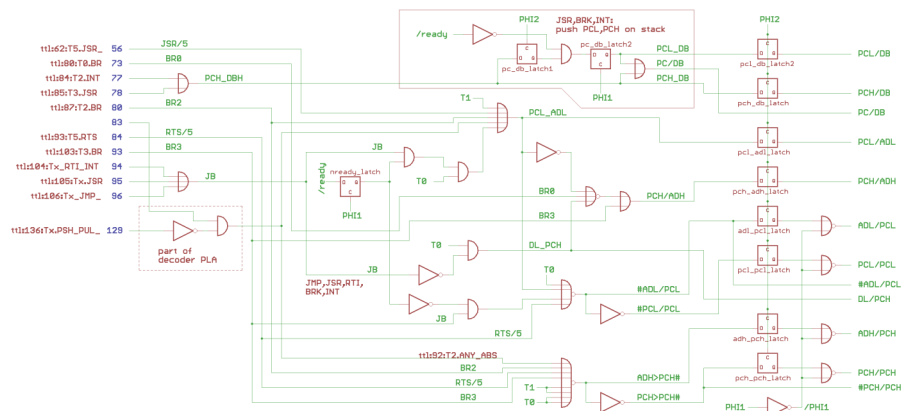 ttl:62:T5.JSR_ 56 JSR/5
ttl:80:T0.BR 73 BR0
ttl:84:T2.INT 77 PCH_DBH
ttl:85:T3.JSR 78
ttl:87:T2.BR 80 BR2
83
ttl:93:T5.RTS 84 RTS/5
ttl:103:T3.BR 93 BR3
ttl:104:Tx_RTI_INT 94
ttl:105:Tx.JSR 95 JB
ttl:106:Tx_JMP_ 96
ttl:136:Tx.PSH_PUL_ 129
part of
decoder PLA
/ready
PHI2
JSR,BRK,INT:
push PCL,PCH on stack
D Q
C
pc_db_latch1
pc_db_latch2
D Q
C
PHI1
PCL_DB
PC/DB
PCH_DB
T1
PCL_ADL
JB
T0
/ready
nready_latch
D Q
C
PHI1
BR0
BR3
PCH/ADH
T0
DL_PCH
JB
JMP,JSR,RTI,
BRK,INT
JB
T0
#ADL/PCL
#PCL/PCL
RTS/5
ttl:92:T2.ANY_ABS
BR2
RTS/5
BR3
T1
T0
ADH>PCH#
PCH>PCH#
PHI2
C
D Q
pcl_db_latch2
PCL/DB
C
D Q
pch_db_latch
PCH/DB
PC/DB
C
D Q
pcl_adl_latch
PCL/ADL
C
D Q
pch_adh_latch
PCH/ADH
C
D Q
adl_pcl_latch
ADL/PCL
C
D Q
pcl_pcl_latch
PCL/PCL
#ADL/PCL
DL/PCH
C
D Q
adh_pch_latch
ADH/PCH
C
D Q
pch_pch_latch
PCH/PCH
#PCH/PCH
PHI1
/PHI1